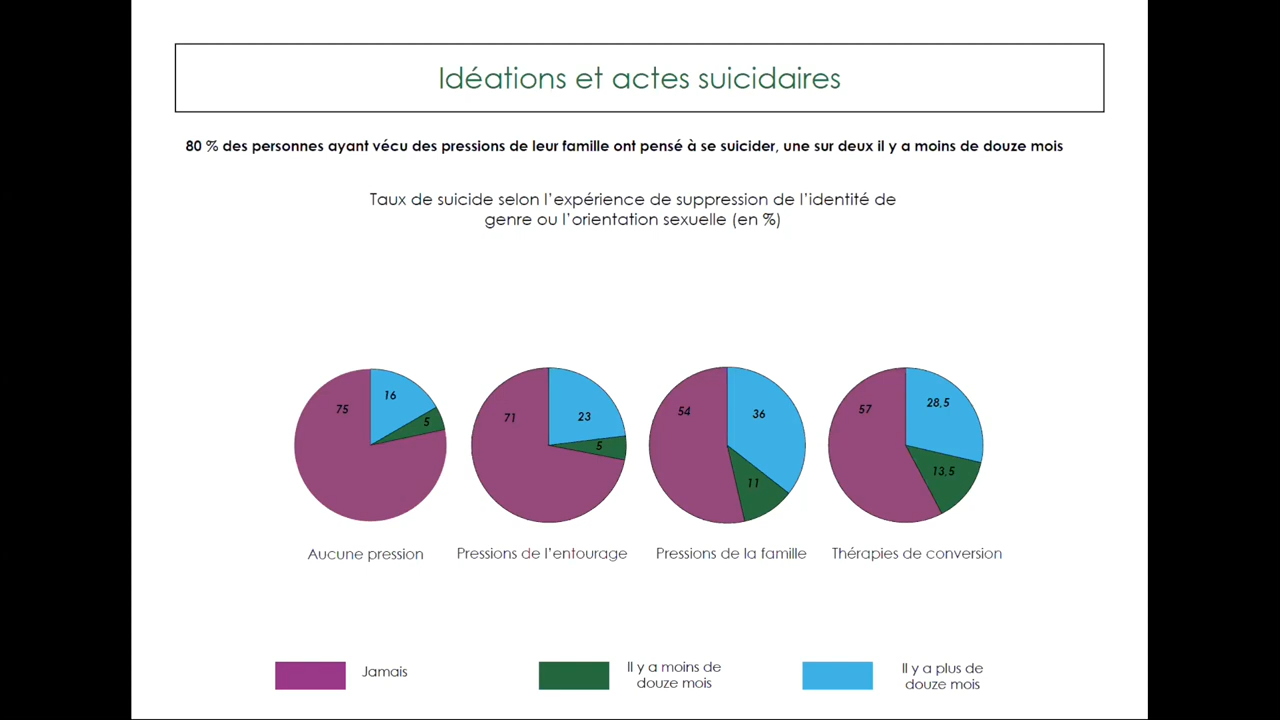 Idéations et actes suicidaires
80 % des personnes ayant vécu des pressions de leur famille ont pensé à se suicider, une sur deux il y a moins de douze mois
Taux de suicide selon l'expérience de suppression de l'identité de
genre ou l'orientation sexuelle (en %)
75
16
5
71
23
5
54
36
11
57
28,5
13,5
Aucune pression
Pressions de l'entourage
Pressions de la famille
Thérapies de conversion
Jamais
Il y a moins de
douze mois
Il y a plus de
douze mois